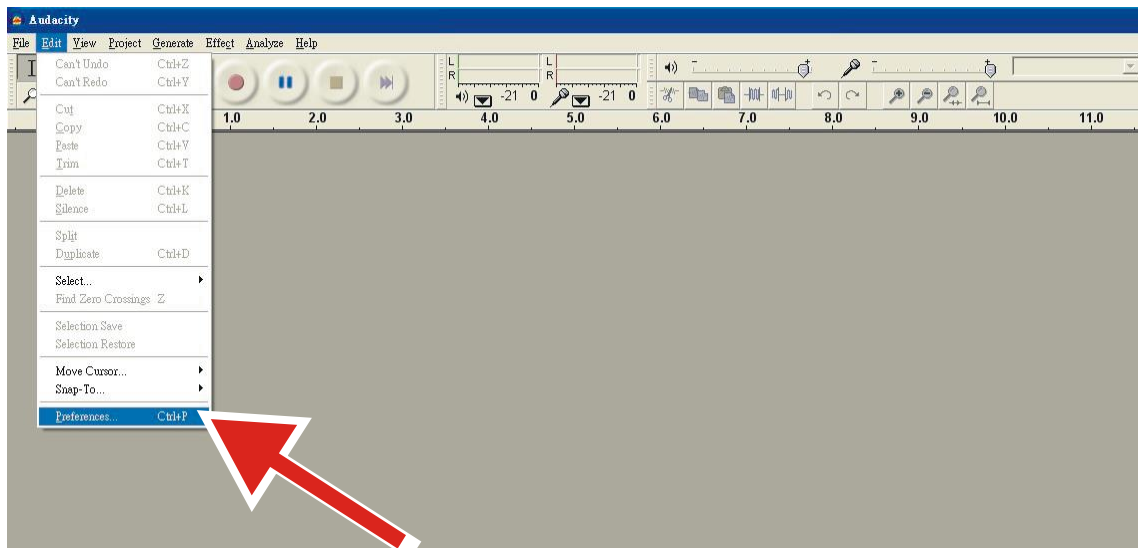 Audacity
File Edit View Project Generate Effect Analyze Help
Can't Undo Ctrl+Z
Can't Redo Ctrl+Y
Cut Ctrl+X
Copy Ctrl+C
Paste Ctrl+V
Trim Ctrl+T
Delete Ctrl+K
Silence Ctrl+L
Split
Duplicate Ctrl+D
Select...
Find Zero Crossings Z
Selection Save
Selection Restore
Move Cursor...
Snap-To...
Preferences... Ctrl+P
L L
R R
-21 0 -21 0
1.0 2.0 3.0 4.0 5.0 6.0 7.0 8.0 9.0 10.0 11.0